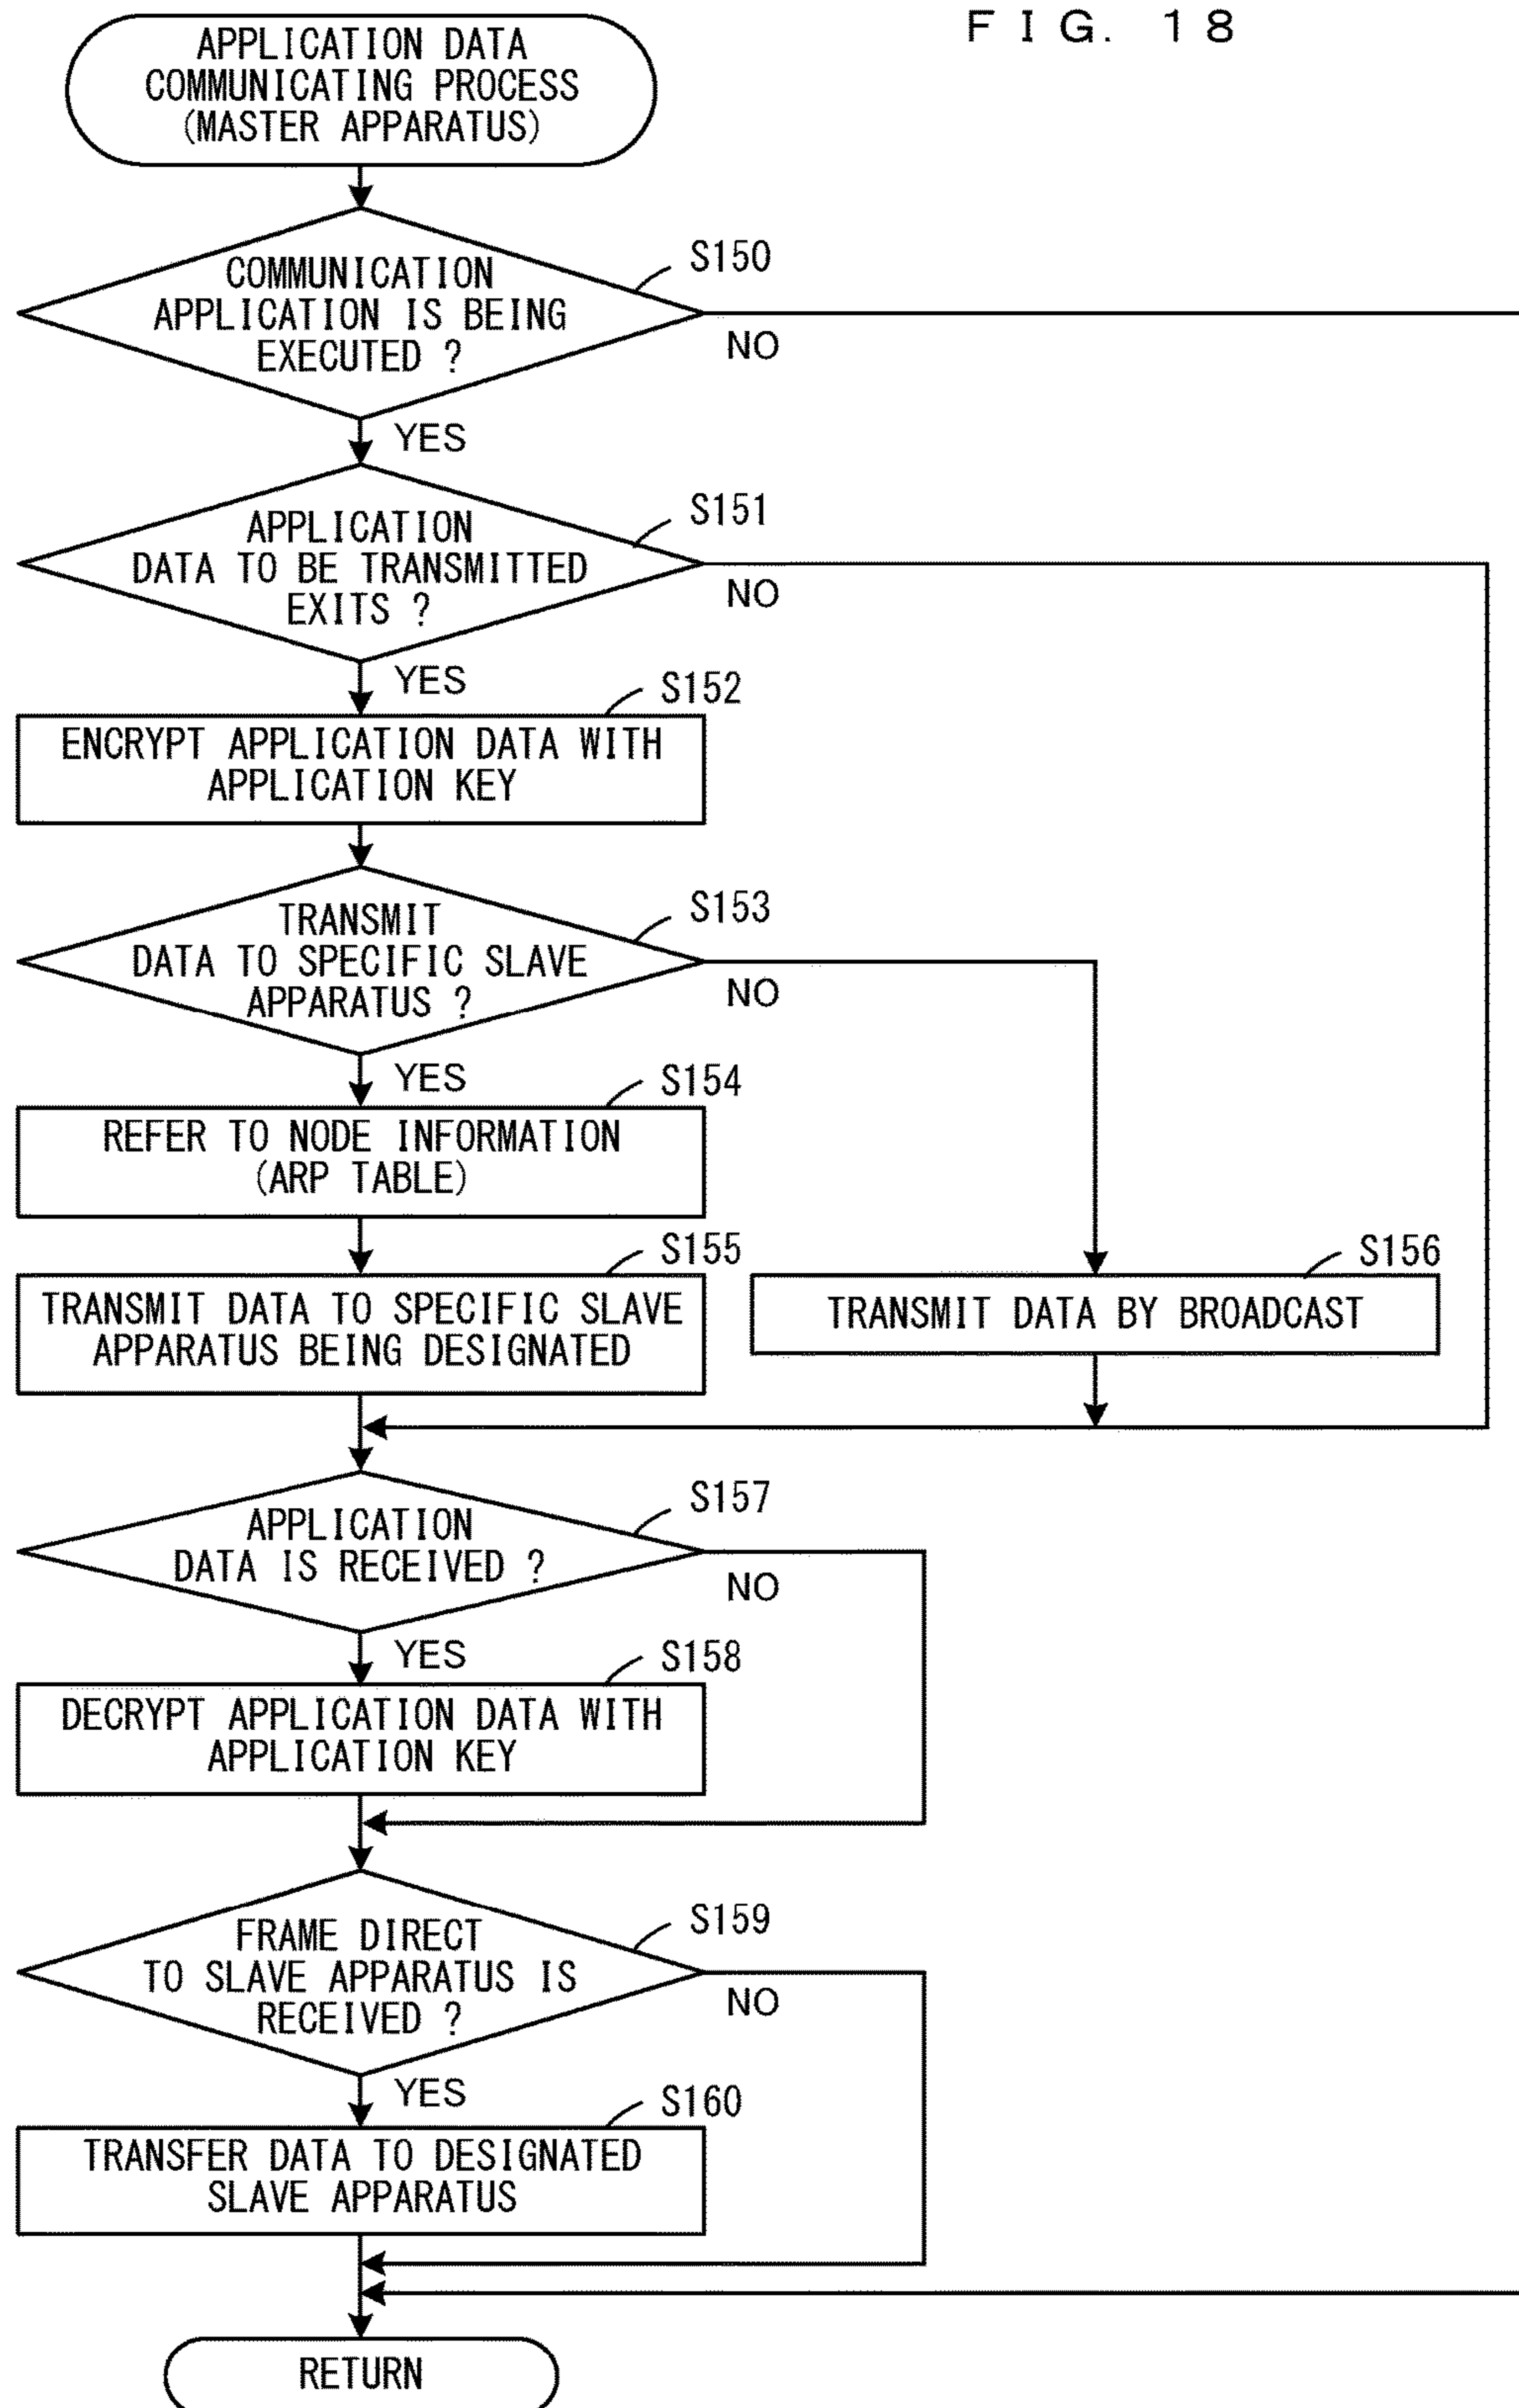 FIG. 18
APPLICATION DATA
COMMUNICATING PROCESS
(MASTER APPARATUS)
S150
COMMUNICATION
APPLICATION IS BEING
EXECUTED ?
NO
YES
S151
APPLICATION
DATA TO BE TRANSMITTED
EXITS ?
NO
YES
S152
ENCRYPT APPLICATION DATA WITH
APPLICATION KEY
S153
TRANSMIT
DATA TO SPECIFIC SLAVE
APPARATUS ?
NO
YES
S154
REFER TO NODE INFORMATION
(ARP TABLE)
S155
TRANSMIT DATA TO SPECIFIC SLAVE
APPARATUS BEING DESIGNATED
S156
TRANSMIT DATA BY BROADCAST
S157
APPLICATION
DATA IS RECEIVED ?
NO
YES
S158
DECRYPT APPLICATION DATA WITH
APPLICATION KEY
S159
FRAME DIRECT
TO SLAVE APPARATUS IS
RECEIVED ?
NO
YES
S160
TRANSFER DATA TO DESIGNATED
SLAVE APPARATUS
RETURN